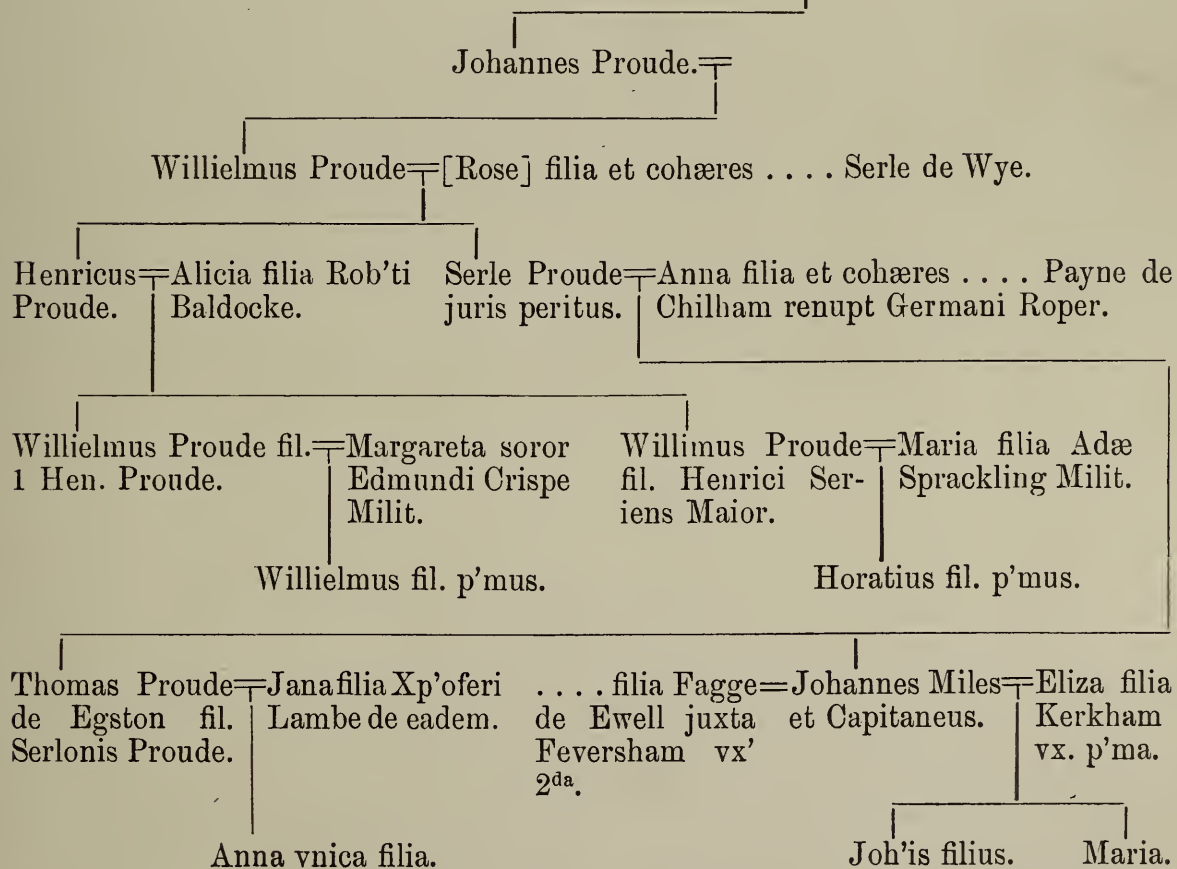 Johannes Proude.
Willielmus Proude=[Rose] filia et cohæres . . . . Serle de Wye.
Henricus=Alicia filia Rob'ti
Proude. Baldocke.
Serle Proude=Anna filia et cohæres . . . . Payne de
juris peritus. Chilham renupt Germani Roper.
Willielmus Proude fil.=Margareta soror
1 Hen. Proude. Edmundi Crispe
Milit.
Willimus Proude=Maria filia Adæ
fil. Henrici Ser- Sprackling Milit.
iens Maior.
Willielmus fil. p'mus.
Horatius fil. p'mus.
Thomas Proude=Jana filia Xp'oferi
de Egston fil. Lambe de eadem.
Serlonis Proude.
. . . . filia Fagge=Johannes Miles=Eliza filia
de Ewell juxta et Capitaneus. Kerkham
Feversham vx' vx. p'ma.
2da.
Anna vnica filia.
Joh'is filius. Maria.